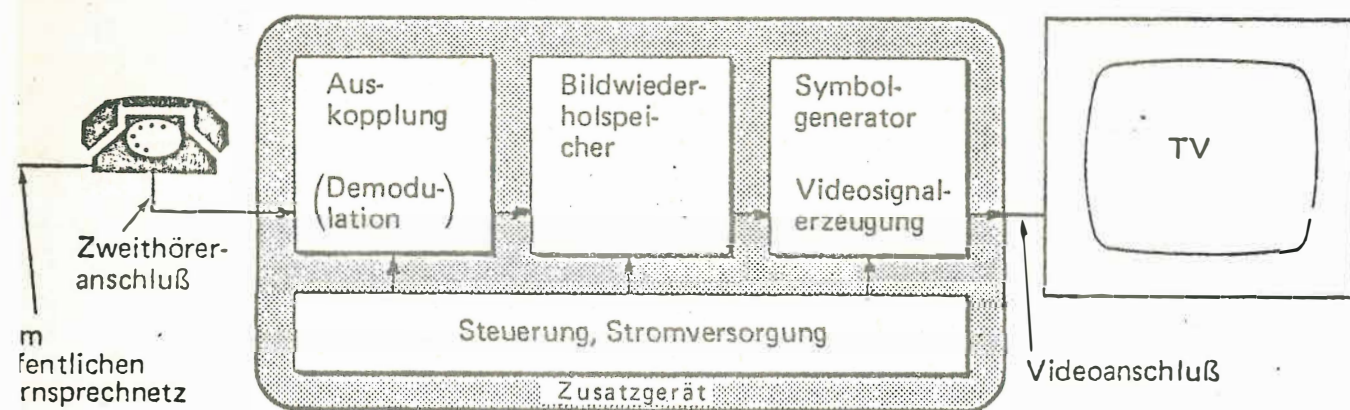 Aus-
kopplung
(Demodu-
lation)
Bildwieder-
holspei-
cher
Symbol-
generator
Videosignal-
erzeugung
TV
Zweithörer-
anschluß
m
fentlichen
rnsprechnetz
Steuerung, Stromversorgung
Zusatzgerät
Videoanschluß